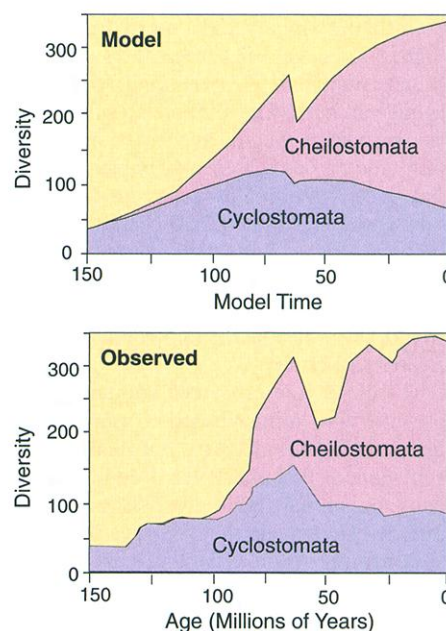 Model
300
200
100
0
Diversity
Cheilostomata
Cyclostomata
150
100
50
0
Model Time
Observed
300
200
100
0
Diversity
Cheilostomata
Cyclostomata
150
100
50
0
Age (Millions of Years)